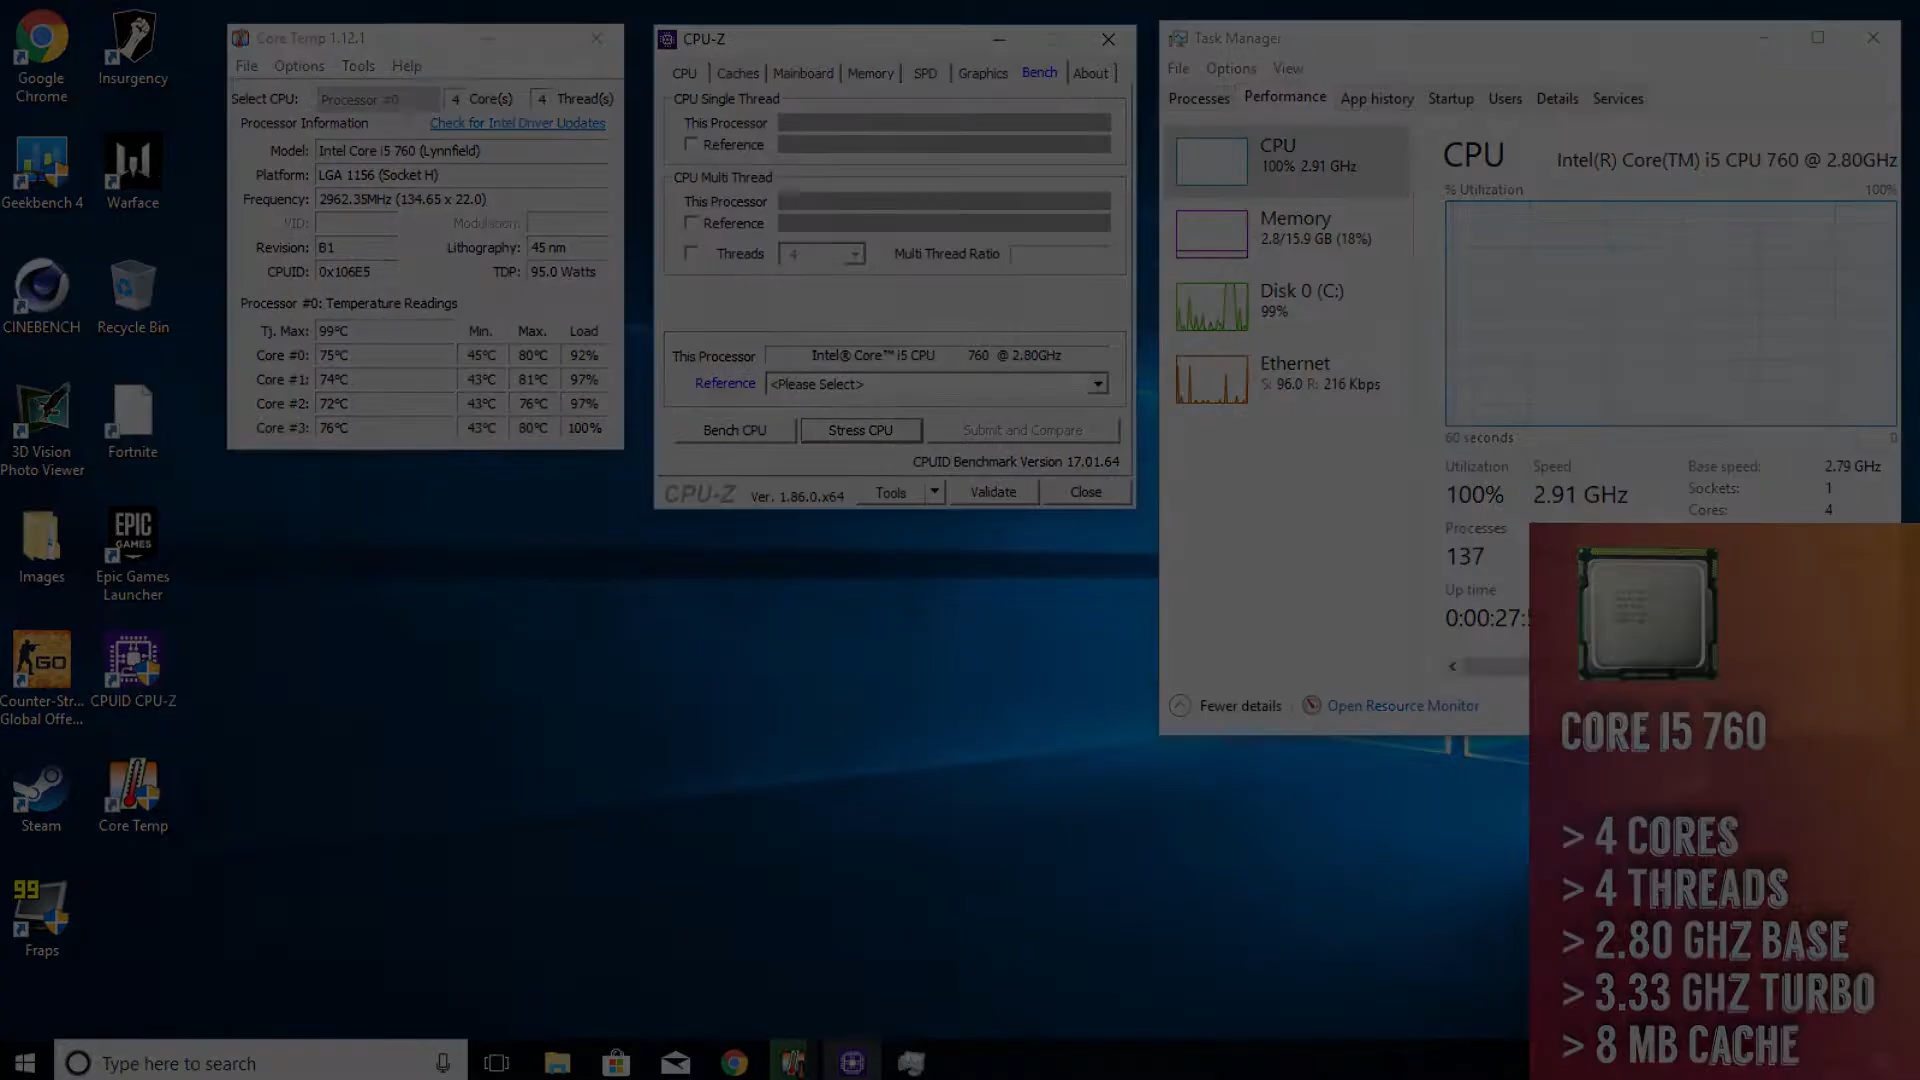 Google
Chrome
Insurgency
Geekbench 4
Warface
CINEBENCH
Recycle Bin
3D Vision
Photo Viewer
Fortnite
Images
EPIC
GAMES
Epic Games
Launcher
GO
Counter-Str...
Global Offe...
CPUID CPU-Z
Steam
Core Temp
99
Fraps
Core Temp 1.12.1
File Options Tools Help
Select CPU: Processor #0 4 Core(s) 4 Thread(s)
Processor Information Check for Intel Driver Updates
Model: Intel Core i5 760 (Lynnfield)
Platform: LGA 1156 (Socket H)
Frequency: 2962.35MHz (134.65 x 22.0)
VID: Modulation:
Revision: B1 Lithography: 45 nm
CPUID: 0x106E5 TDP: 95.0 Watts
Processor #0: Temperature Readings
Tj. Max: 99°C Min. Max. Load
Core #0: 75°C 45°C 80°C 92%
Core #1: 74°C 43°C 81°C 97%
Core #2: 72°C 43°C 76°C 97%
Core #3: 76°C 43°C 80°C 100%
CPU-Z
CPU Caches Mainboard Memory SPD Graphics Bench About
CPU Single Thread
This Processor
Reference
CPU Multi Thread
This Processor
Reference
Threads 4 Multi Thread Ratio
This Processor Intel® Core™ i5 CPU 760 @ 2.80GHz
Reference <Please Select>
Bench CPU Stress CPU Submit and Compare
CPUID Benchmark Version 17.01.64
CPU-Z Ver. 1.86.0.x64 Tools Validate Close
Task Manager
File Options View
Processes Performance App history Startup Users Details Services
CPU
100% 2.91 GHz
Memory
2.8/15.9 GB (18%)
Disk 0 (C:)
99%
Ethernet
S: 96.0 R: 216 Kbps
CPU Intel(R) Core(TM) i5 CPU 760 @ 2.80GHz
% Utilization 100%
60 seconds 0
Utilization Speed Base speed: 2.79 GHz
100% 2.91 GHz Sockets: 1
Cores: 4
Processes
137
Up time
0:00:27:
Fewer details Open Resource Monitor
CORE I5 760
> 4 CORES
> 4 THREADS
> 2.80 GHZ BASE
> 3.33 GHZ TURBO
> 8 MB CACHE
Type here to search